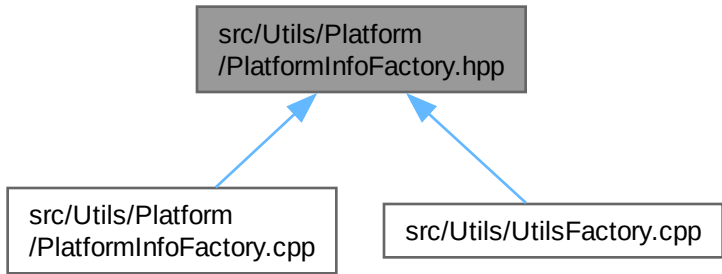 src/Utils/Platform
/PlatformInfoFactory.hpp
src/Utils/Platform
/PlatformInfoFactory.cpp
src/Utils/UtilsFactory.cpp